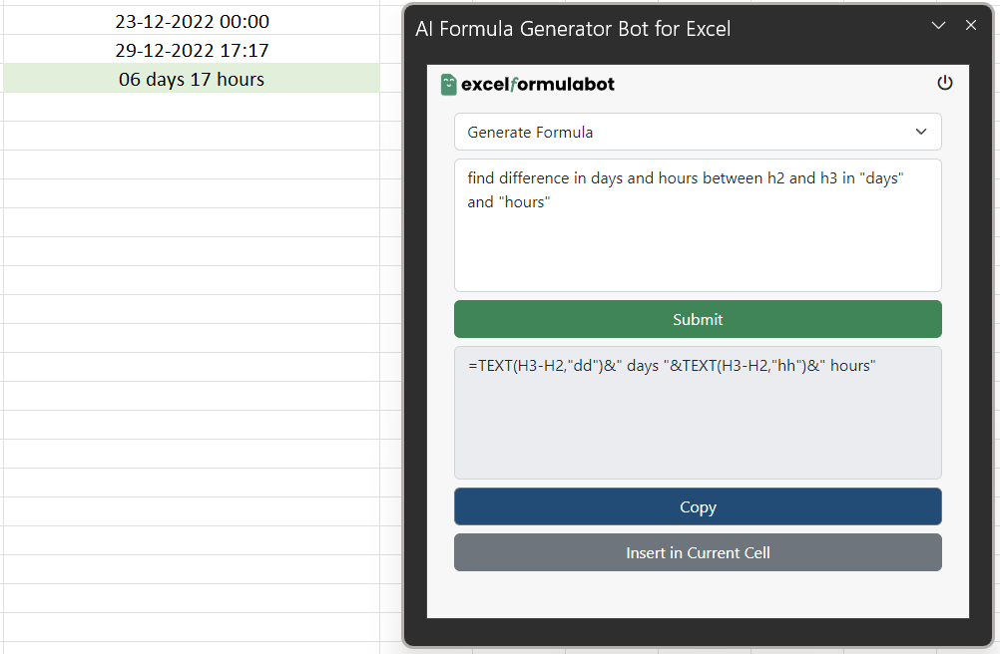 23-12-2022 00:00
29-12-2022 17:17
06 days 17 hours
AI Formula Generator Bot for Excel
excelformulabot
Generate Formula
find difference in days and hours between h2 and h3 in "days"
and "hours"
Submit
=TEXT(H3-H2,"dd")&" days "&TEXT(H3-H2,"hh")&" hours"
Copy
Insert in Current Cell